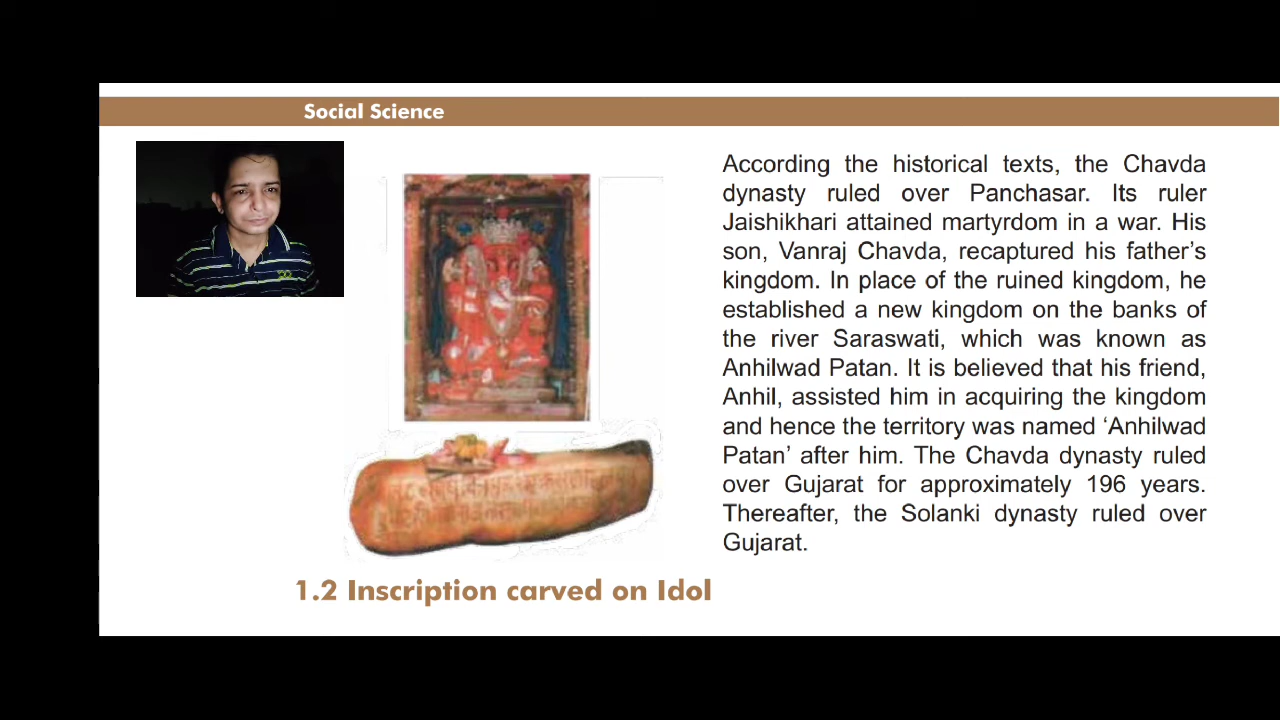 Social Science
According the historical texts, the Chavda
dynasty ruled over Panchasar. Its ruler
Jaishikhari attained martyrdom in a war. His
son, Vanraj Chavda, recaptured his father's
kingdom. In place of the ruined kingdom, he
established a new kingdom on the banks of
the river Saraswati, which was known as
Anhilwad Patan. It is believed that his friend,
Anhil, assisted him in acquiring the kingdom
and hence the territory was named ‘Anhilwad
Patan’ after him. The Chavda dynasty ruled
over Gujarat for approximately 196 years.
Thereafter, the Solanki dynasty ruled over
Gujarat.
1.2 Inscription carved on Idol